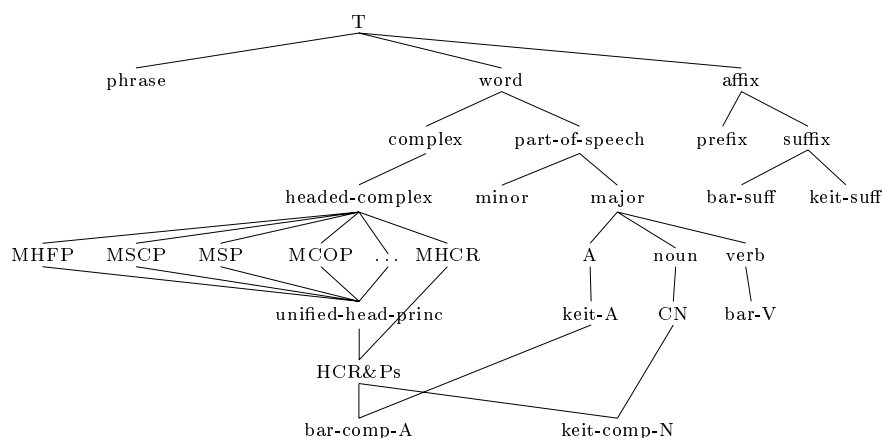 T
phrase word affix
complex part-of-speech prefix suffix
headed-complex minor major bar-suff keit-suff
MHFP MSCP MSP MCOP ... MHCR A noun verb
unified-head-princ keit-A CN bar-V
HCR&Ps
bar-comp-A keit-comp-N